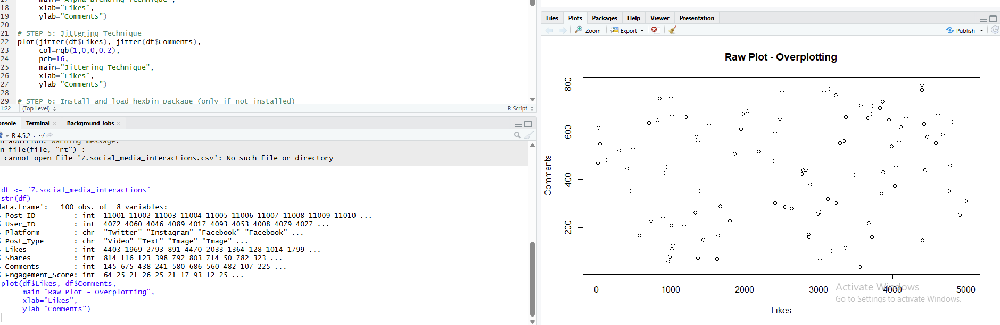 17 main="Alpha Blending Technique",
18 xlab="Likes",
19 ylab="Comments")
20
21 # STEP 5: Jittering Technique
22 plot(jitter(df$Likes), jitter(df$Comments),
23 col=rgb(1,0,0,0.2),
24 pch=16,
25 main="Jittering Technique",
26 xlab="Likes",
27 ylab="Comments")
28
29 # STEP 6: Install and load hexbin package (only if not installed)
1:22 (Top Level) R Script
onsole Terminal Background Jobs
R 4.5.2 · ~/
n addition: Warning message:
n file(file, "rt") :
cannot open file '7.social_media_interactions.csv': No such file or directory
df <- `7.social_media_interactions`
str(df)
data.frame': 100 obs. of 8 variables:
$ Post_ID : int 11001 11002 11003 11004 11005 11006 11007 11008 11009 11010 ...
$ User_ID : int 4072 4060 4046 4089 4017 4093 4053 4008 4079 4027 ...
$ Platform : chr "Twitter" "Instagram" "Facebook" "Facebook" ...
$ Post_Type : chr "Video" "Text" "Image" "Image" ...
$ Likes : int 4403 1969 2793 891 4470 2033 1364 128 1014 1799 ...
$ Shares : int 814 116 123 398 792 803 714 50 782 323 ...
$ Comments : int 145 675 438 241 580 686 560 482 107 225 ...
$ Engagement_Score: int 64 25 21 26 25 21 17 93 12 25 ...
plot(df$Likes, df$Comments,
main="Raw Plot - Overplotting",
xlab="Likes",
ylab="Comments")
Files Plots Packages Help Viewer Presentation
Zoom Export Publish
Raw Plot - Overplotting
Comments
800
600
400
200
0 1000 2000 3000 4000 5000
Likes
Activate Windows
Go to Settings to activate Windows.